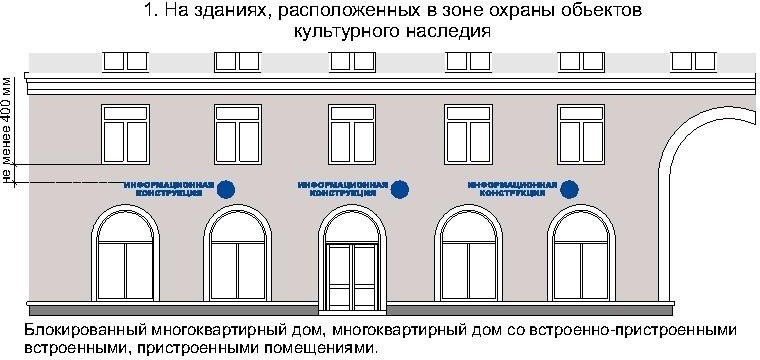 1. На зданиях, расположенных в зоне охраны обьектов
культурного наследия
не менее 400 мм
ИНФОРМАЦИОННАЯ
КОНСТРУКЦИЯ
ИНФОРМАЦИОННАЯ
КОНСТРУКЦИЯ
ИНФОРМАЦИОННАЯ
КОНСТРУКЦИЯ
Блокированный многоквартирный дом, многоквартирный дом со встроенно-пристроенными
встроенными, пристроенными помещениями.